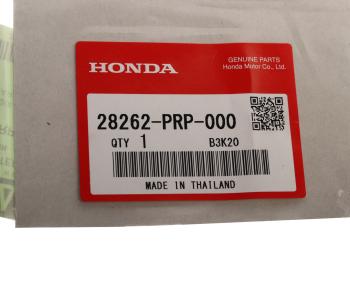 HONDA
GENUINE PARTS
Honda Motor Co., Ltd.
28262-PRP-000
QTY 1 B3K20
MADE IN THAILAND